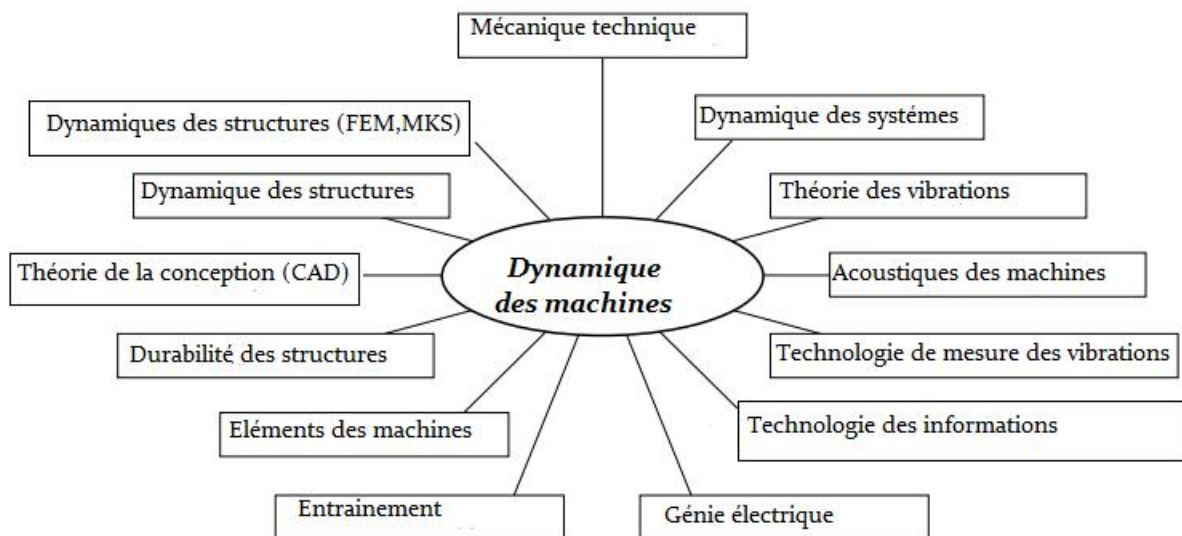 Mécanique technique
Dynamiques des structures (FEM,MKS)
Dynamique des systémes
Dynamique des structures
Théorie des vibrations
Théorie de la conception (CAD)
Dynamique
des machines
Acoustiques des machines
Durabilité des structures
Technologie de mesure des vibrations
Eléments des machines
Technologie des informations
Entrainement
Génie électrique